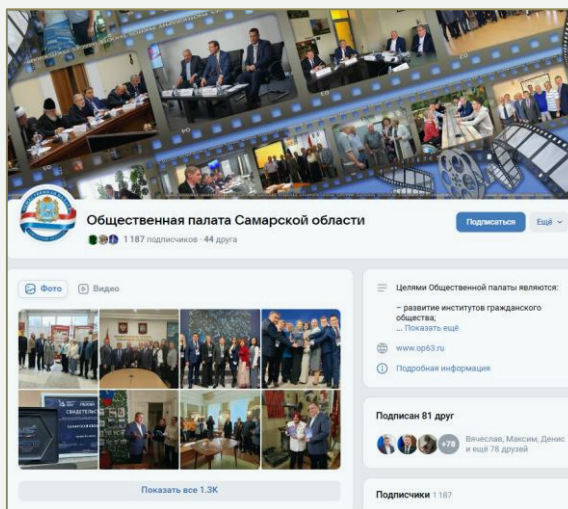 Общественная палата Самарской области
1 187 подписчиков · 44 друга
Подписаться
Ещё
Фото
Видео
Показать все 1.3K
Целями Общественной палаты являются:
– развитие институтов гражданского
общества;
... Показать ещё
www.op63.ru
Подробная информация
Подписан 81 друг
+78
Вячеслав, Максим, Денис
и ещё 78 друзей
Подписчики 1 187